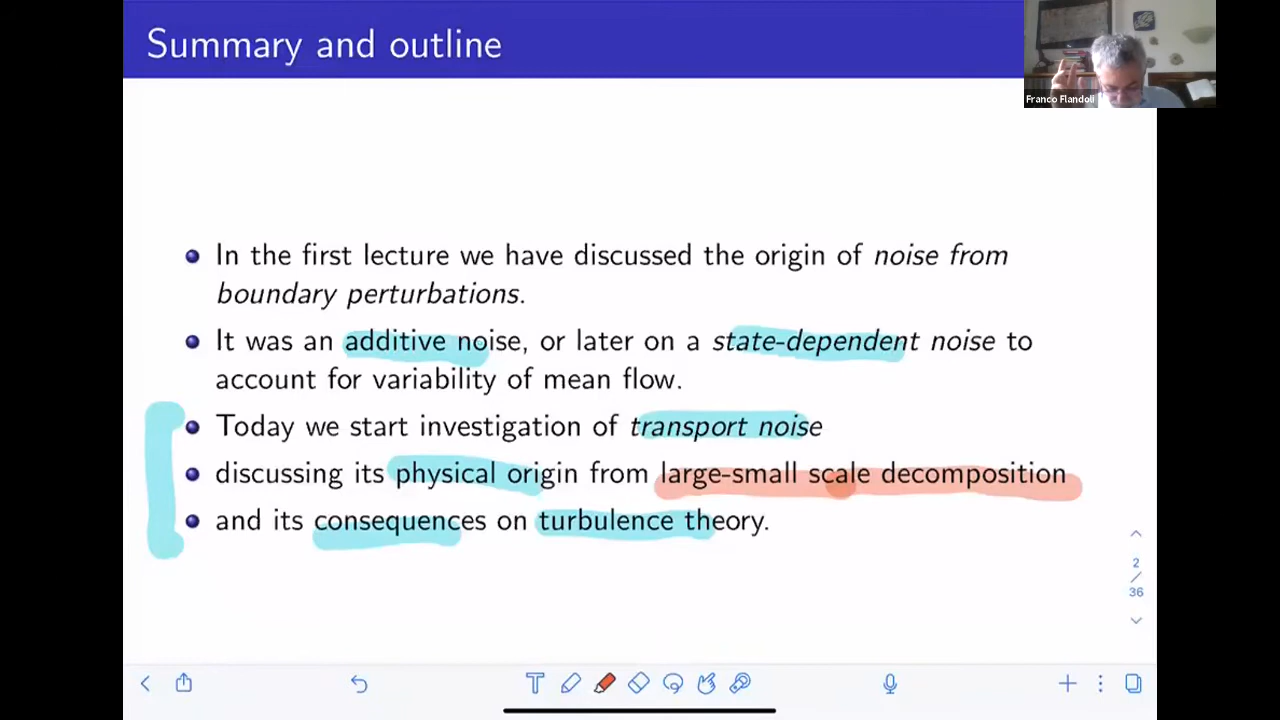 Summary and outline
Franco Flandoli
In the first lecture we have discussed the origin of noise from
boundary perturbations.
It was an additive noise, or later on a state-dependent noise to
account for variability of mean flow.
Today we start investigation of transport noise
discussing its physical origin from large-small scale decomposition
and its consequences on turbulence theory.
2
/
36